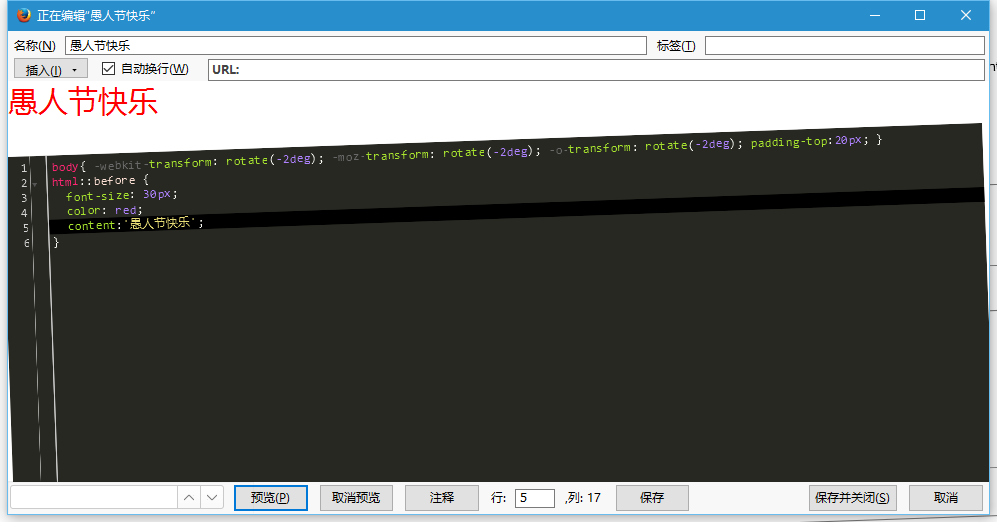 正在编辑“愚人节快乐”
名称(N) 愚人节快乐 标签(T)
插入(I) 自动换行(W) URL:
愚人节快乐
1 body{ -webkit-transform: rotate(-2deg); -moz-transform: rotate(-2deg); -o-transform: rotate(-2deg); padding-top:20px; }
2 html::before {
3 font-size: 30px;
4 color: red;
5 content:'愚人节快乐';
6 }
预览(P) 取消预览 注释 行: 5 ,列: 17 保存 保存并关闭(S) 取消